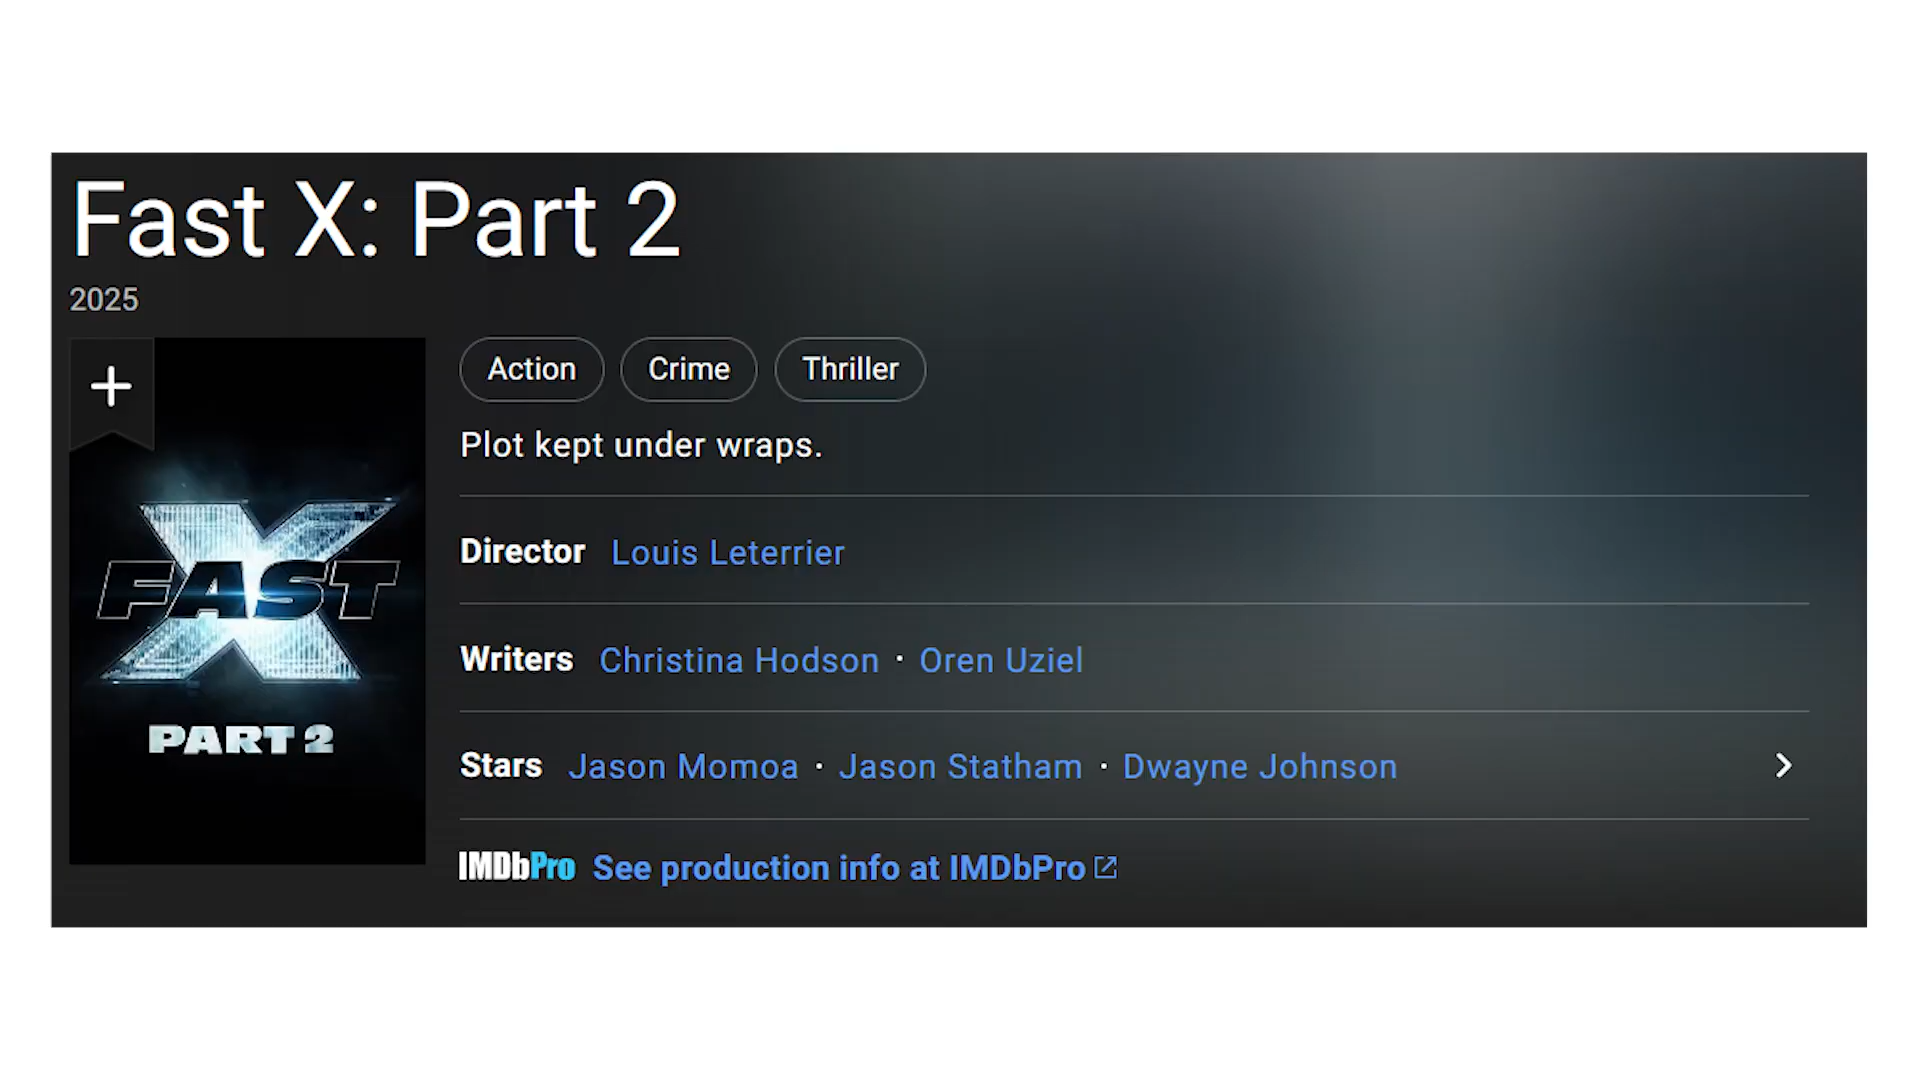 Fast X: Part 2
2025
Action Crime Thriller
Plot kept under wraps.
FAST X
PART 2
Director Louis Leterrier
Writers Christina Hodson · Oren Uziel
Stars Jason Momoa · Jason Statham · Dwayne Johnson
IMDbPro See production info at IMDbPro